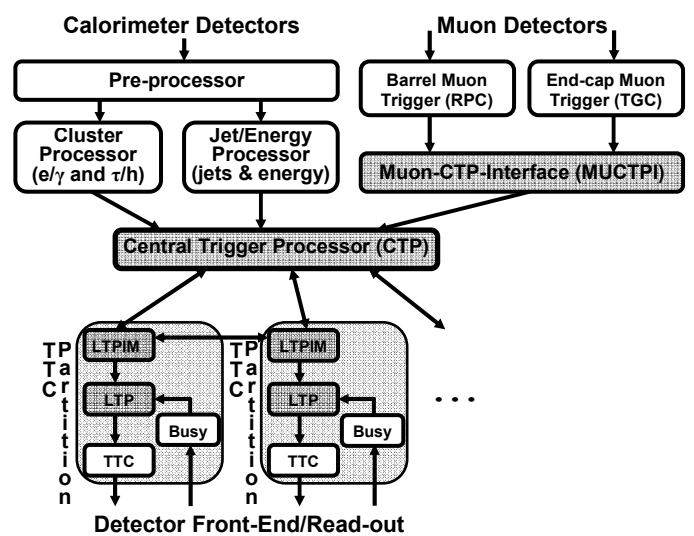 Calorimeter Detectors
Muon Detectors
Pre-processor
Barrel Muon
Trigger (RPC)
End-cap Muon
Trigger (TGC)
Cluster
Processor
(e/γ and τ/h)
Jet/Energy
Processor
(jets & energy)
Muon-CTP-Interface (MUCTPI)
Central Trigger Processor (CTP)
TTC
Partition
LTPIM
LTP
Busy
TTC
TTC
Partition
LTPIM
LTP
Busy
TTC
. . .
Detector Front-End/Read-out